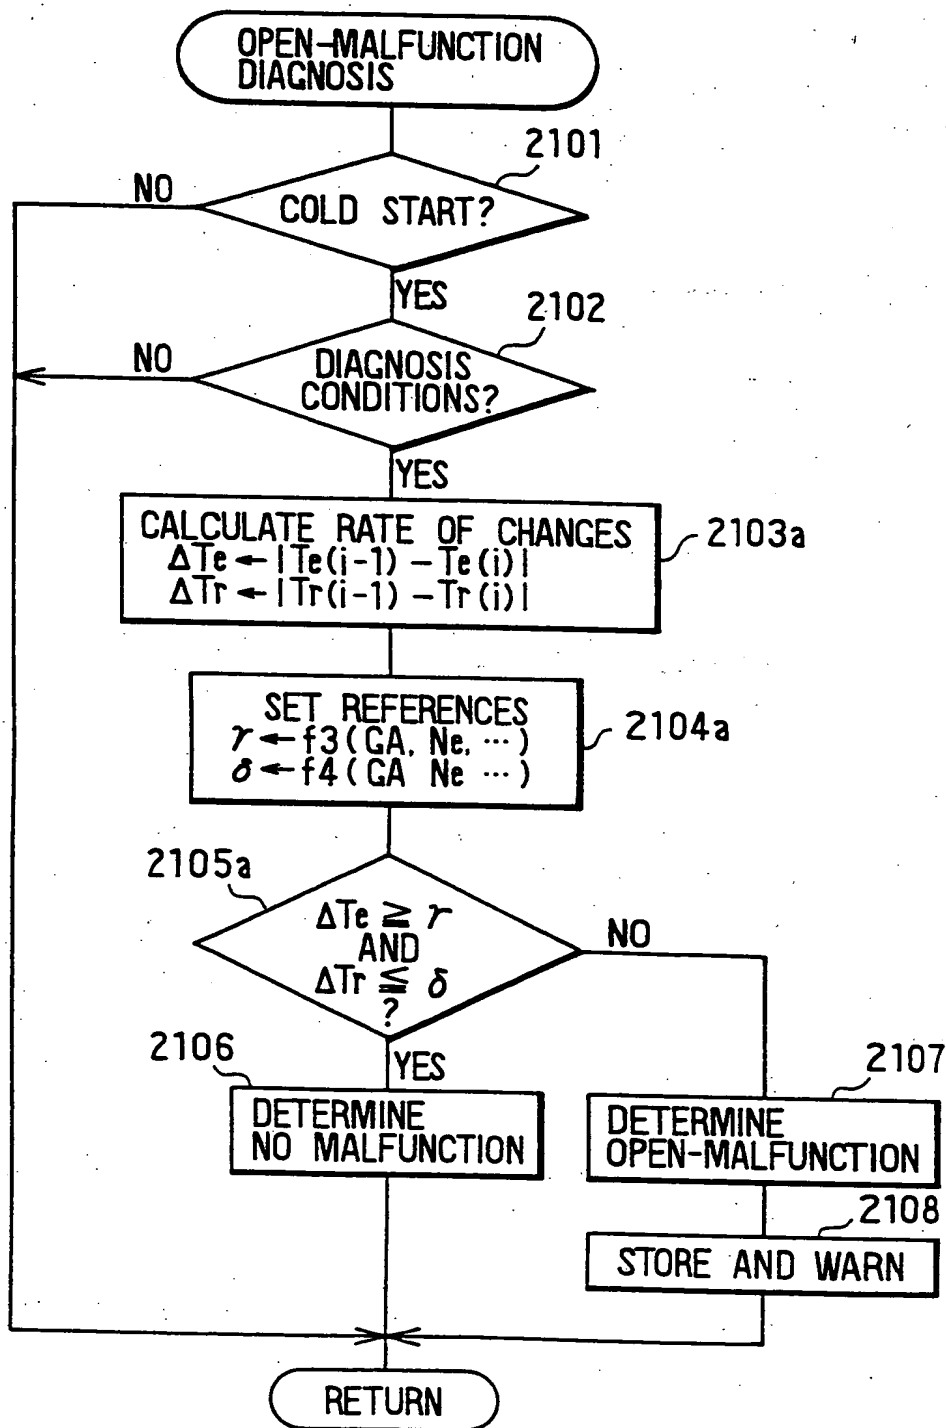 OPEN-MALFUNCTION
DIAGNOSIS
2101
NO
COLD START?
YES
2102
NO
DIAGNOSIS
CONDITIONS?
YES
CALCULATE RATE OF CHANGES
ΔTe ← |Te(i-1) - Te(i)|
ΔTr ← |Tr(i-1) - Tr(i)|
2103a
SET REFERENCES
γ ← f3(GA, Ne, ···)
δ ← f4(GA Ne ···)
2104a
2105a
ΔTe ≧ γ
AND
ΔTr ≦ δ
?
NO
YES
2106
DETERMINE
NO MALFUNCTION
2107
DETERMINE
OPEN-MALFUNCTION
2108
STORE AND WARN
RETURN